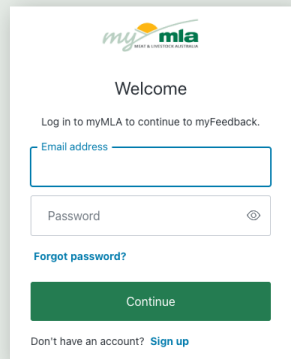 my mla
MEAT & LIVESTOCK AUSTRALIA
Welcome
Log in to myMLA to continue to myFeedback.
Email address
Password
Forgot password?
Continue
Don't have an account? Sign up